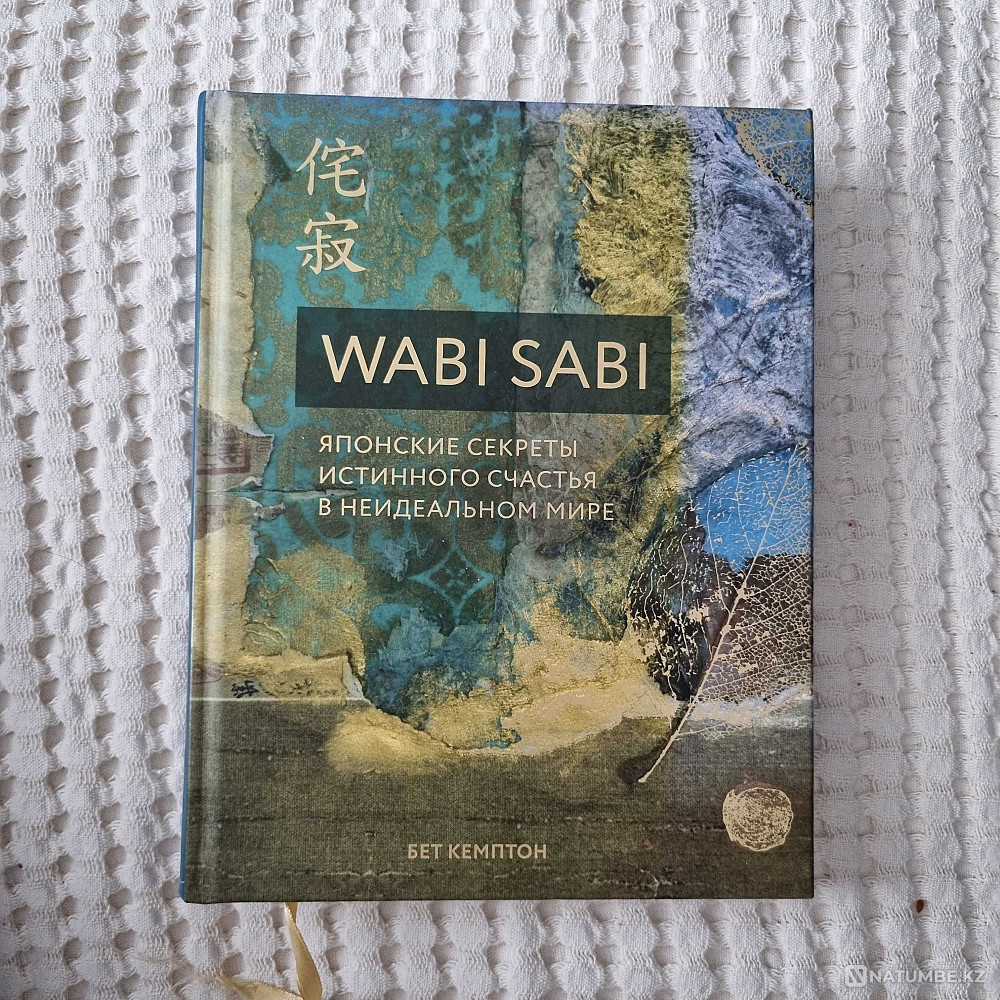 侘
寂
WABI SABI
ЯПОНСКИЕ СЕКРЕТЫ
ИСТИННОГО СЧАСТЬЯ
В НЕИДЕАЛЬНОМ МИРЕ
БЕТ КЕМПТОН
NATUMBE.KZ